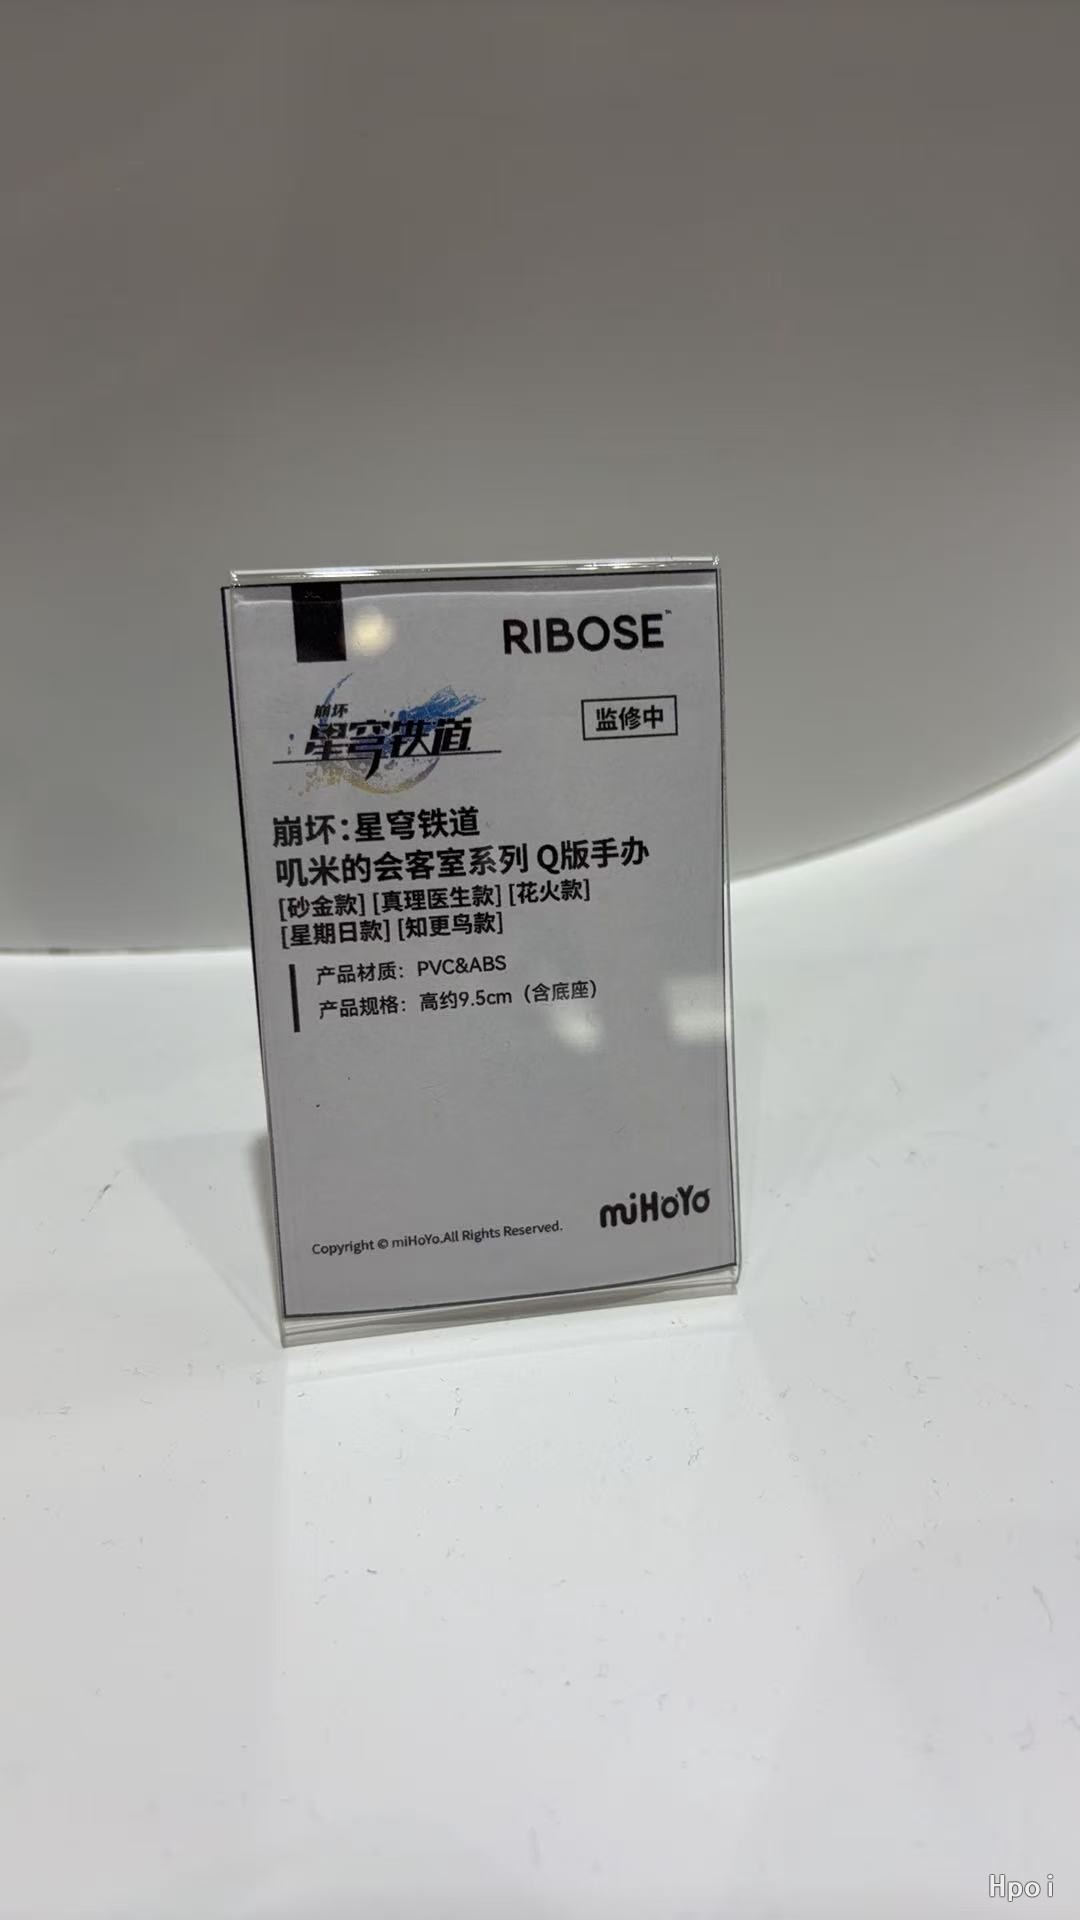 RIBOSE™
崩坏
星穹铁道
监修中
崩坏:星穹铁道
叽米的会客室系列 Q版手办
[砂金款] [真理医生款] [花火款]
[星期日款] [知更鸟款]
产品材质：PVC&ABS
产品规格：高约9.5cm（含底座）
miHoYo
Copyright © miHoYo.All Rights Reserved.
Hpoi